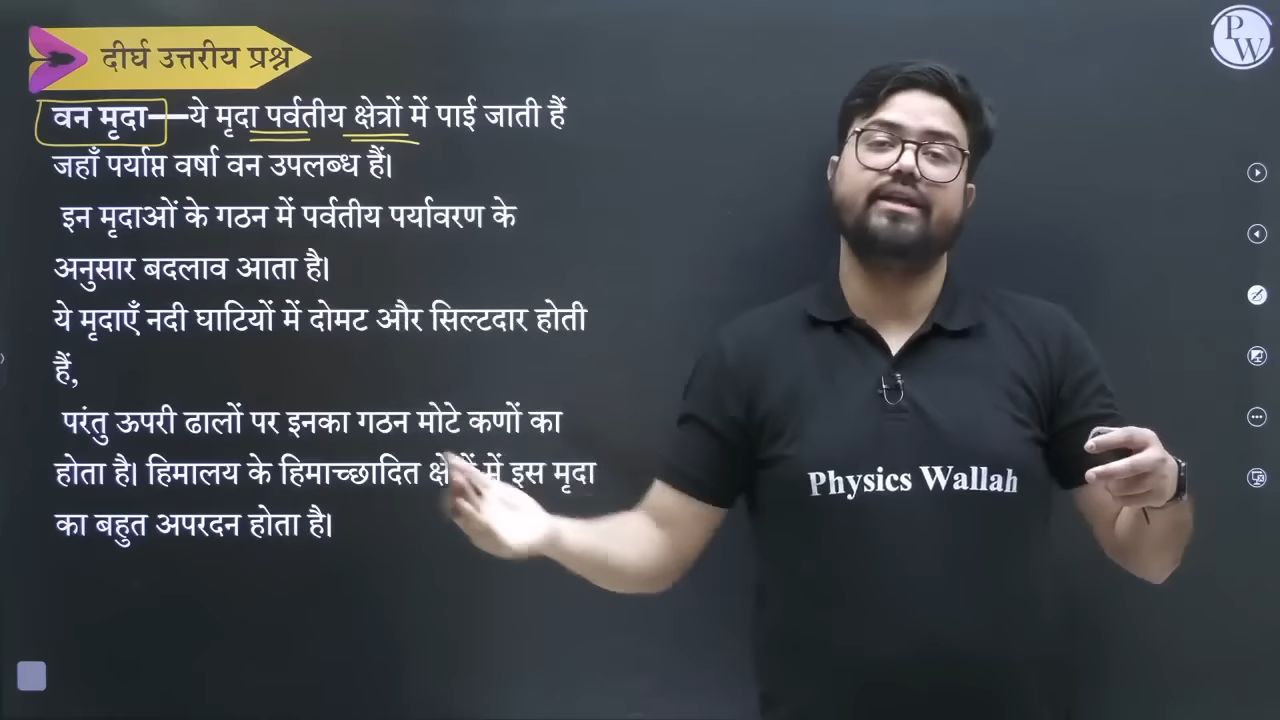 दीर्घ उत्तरीय प्रश्न
PW
वन मृदा—ये मृदा पर्वतीय क्षेत्रों में पाई जाती हैं
जहाँ पर्याप्त वर्षा वन उपलब्ध हैं।
इन मृदाओं के गठन में पर्वतीय पर्यावरण के
अनुसार बदलाव आता है।
ये मृदाएँ नदी घाटियों में दोमट और सिल्टदार होती
हैं,
परंतु ऊपरी ढालों पर इनका गठन मोटे कणों का
होता है। हिमालय के हिमाच्छादित क्षेत्रों में इस मृदा
का बहुत अपरदन होता है।
Physics Wallah